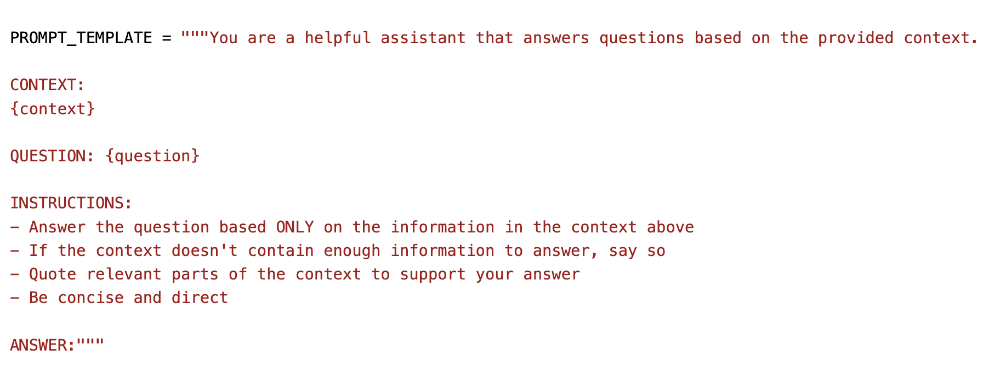 PROMPT_TEMPLATE = """You are a helpful assistant that answers questions based on the provided context.
CONTEXT:
{context}
QUESTION: {question}
INSTRUCTIONS:
- Answer the question based ONLY on the information in the context above
- If the context doesn't contain enough information to answer, say so
- Quote relevant parts of the context to support your answer
- Be concise and direct
ANSWER:"""